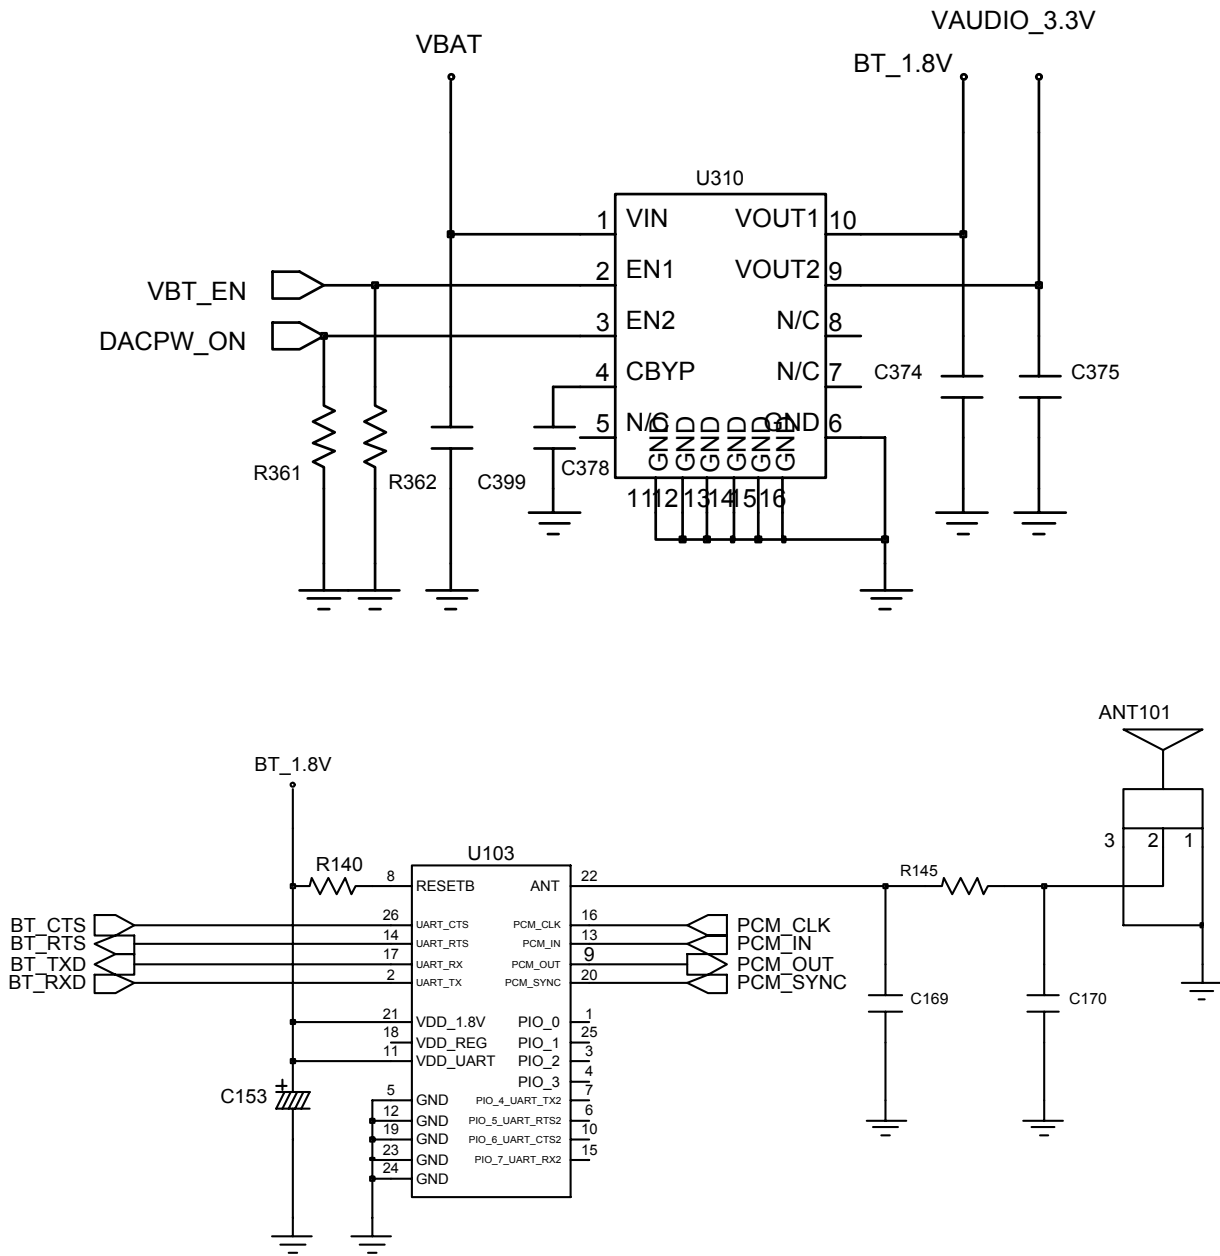 VAUDIO_3.3V
VBAT
BT_1.8V
U310
1 VIN VOUT1 10
2 EN1 VOUT2 9
VBT_EN
3 EN2 N/C 8
DACPW_ON
4 CBYP N/C 7
C374
C375
5 N/C GND 6
GND GND GND GND GND GND
R361
R362
C399
C378
11 12 13 14 15 16
ANT101
BT_1.8V
3 2 1
U103
R140
R145
8 RESETB ANT 22
BT_CTS 26 UART_CTS PCM_CLK 16 PCM_CLK
BT_RTS 14 UART_RTS PCM_IN 13 PCM_IN
BT_TXD 17 UART_RX PCM_OUT 9 PCM_OUT
BT_RXD 2 UART_TX PCM_SYNC 20 PCM_SYNC
C169
C170
21 VDD_1.8V PIO_0 1
18 VDD_REG PIO_1 25
11 VDD_UART PIO_2 3
PIO_3 4
C153 +
5 GND PIO_4_UART_TX2 7
12 GND PIO_5_UART_RTS2 6
19 GND PIO_6_UART_CTS2 10
23 GND PIO_7_UART_RX2 15
24 GND